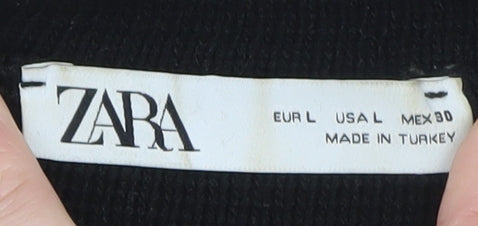 ZARA
EUR L USA L MEX 30
MADE IN TURKEY